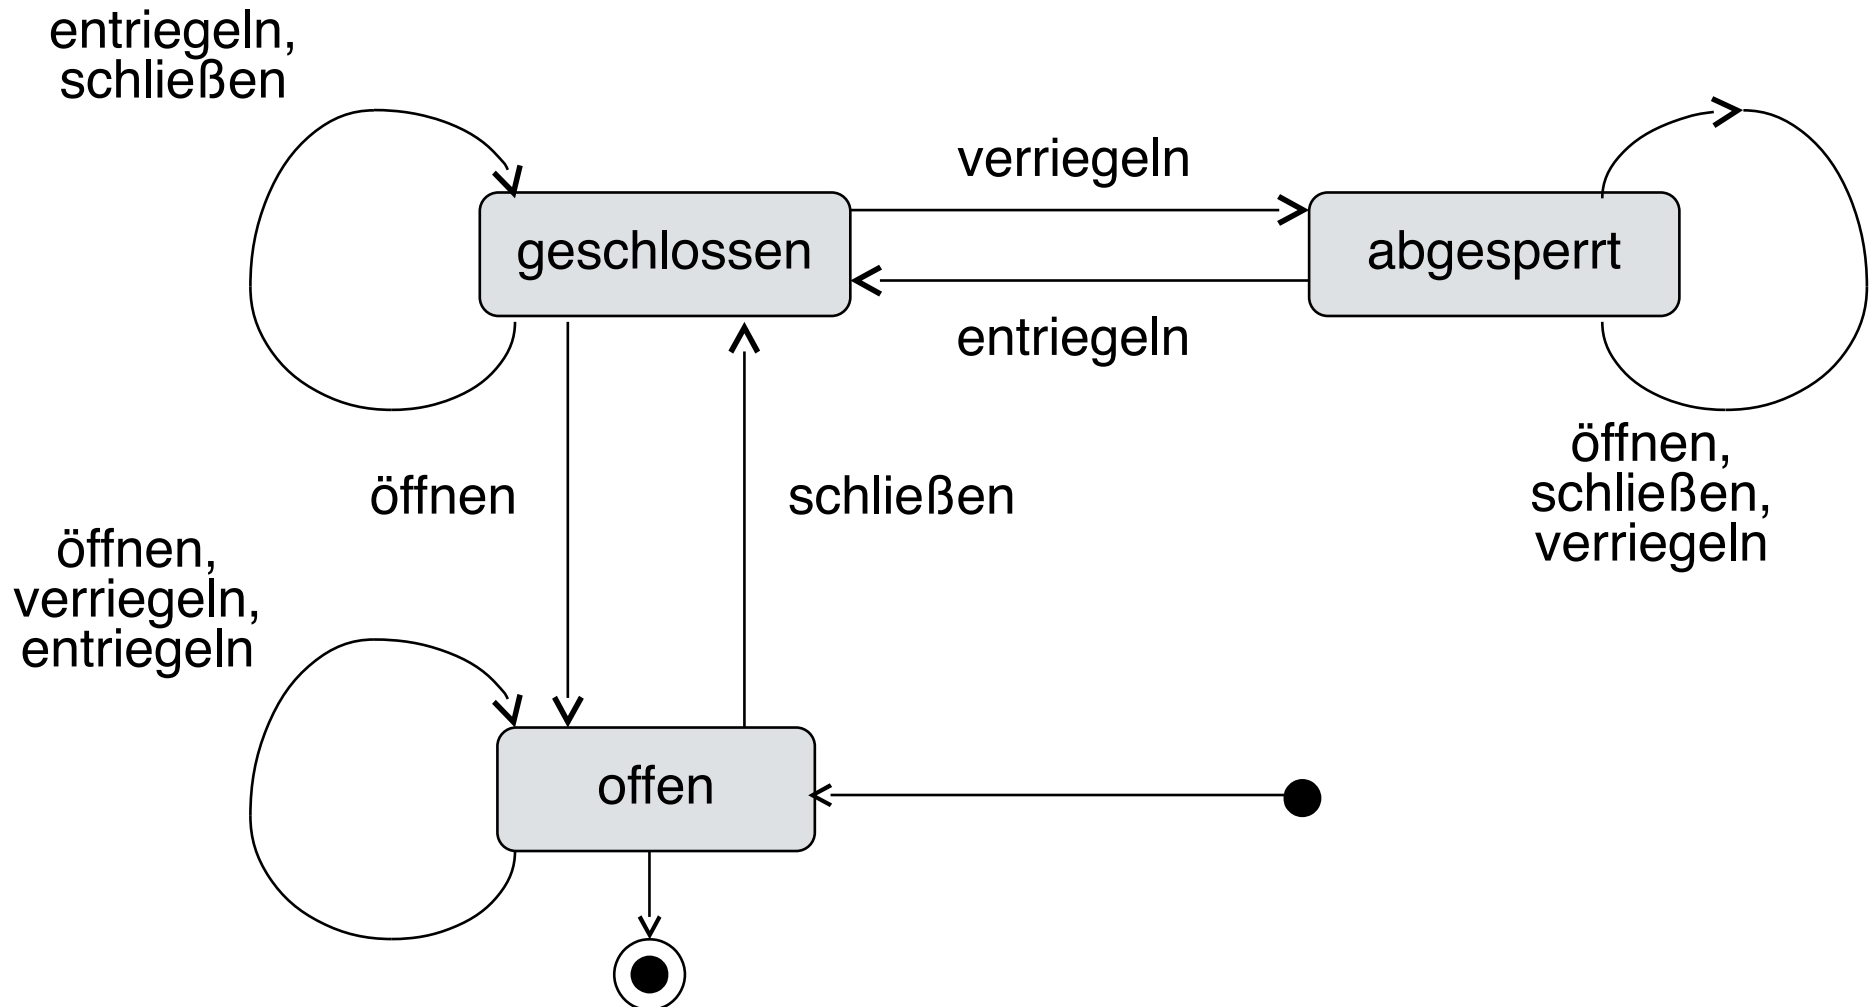 entriegeln,
schließen
verriegeln
geschlossen
abgesperrt
entriegeln
öffnen
schließen
öffnen,
schließen,
verriegeln
öffnen,
verriegeln,
entriegeln
offen